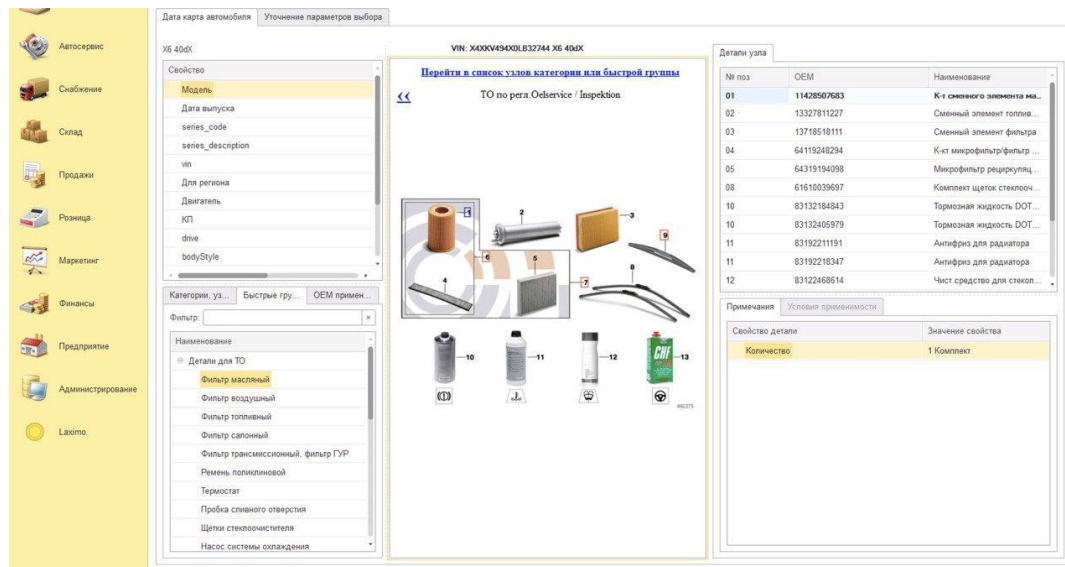 Дата карта автомобиля Уточнение параметров выбора
Автосервис
Снабжение
Склад
Продажи
Розница
Маркетинг
Финансы
Предприятие
Администрирование
Laximo
X6 40dX
Свойство
Модель
Дата выпуска
series_code
series_description
vin
Для региона
Двигатель
КП
drive
bodyStyle
Категории, уз... Быстрые гру... OEM примен...
Фильтр:
Наименование
Детали для ТО
Фильтр масляный
Фильтр воздушный
Фильтр топливный
Фильтр салонный
Фильтр трансмиссионный, фильтр ГУР
Ремень поликлиновой
Термостат
Пробка сливного отверстия
Щетки стеклоочистителя
Насос системы охлаждения
VIN: X4XKV494X0LB32744 X6 40dX
Перейти в список узлов категории или быстрой группы
<< ТО по регл.Oelservice / Inspektion
1
2
3
9
6
5
8
4
7
10
11
12
CHF
13
Детали узла
№ поз OEM Наименование
01 11428507683 К-т сменного элемента ма...
02 13327811227 Сменный элемент топлив...
03 13718518111 Сменный элемент фильтра
04 64119248294 К-кт микрофильтр/фильтр ...
05 64319194098 Микрофильтр рециркуляц...
08 61610039697 Комплект щеток стеклооч...
10 83132184843 Тормозная жидкость DOT...
10 83132405979 Тормозная жидкость DOT...
11 83192211191 Антифриз для радиатора
11 83192218347 Антифриз для радиатора
12 83122468614 Чист.средство для стекол...
Примечания Условия применимости
Свойство детали Значение свойства
Количество 1 Комплект